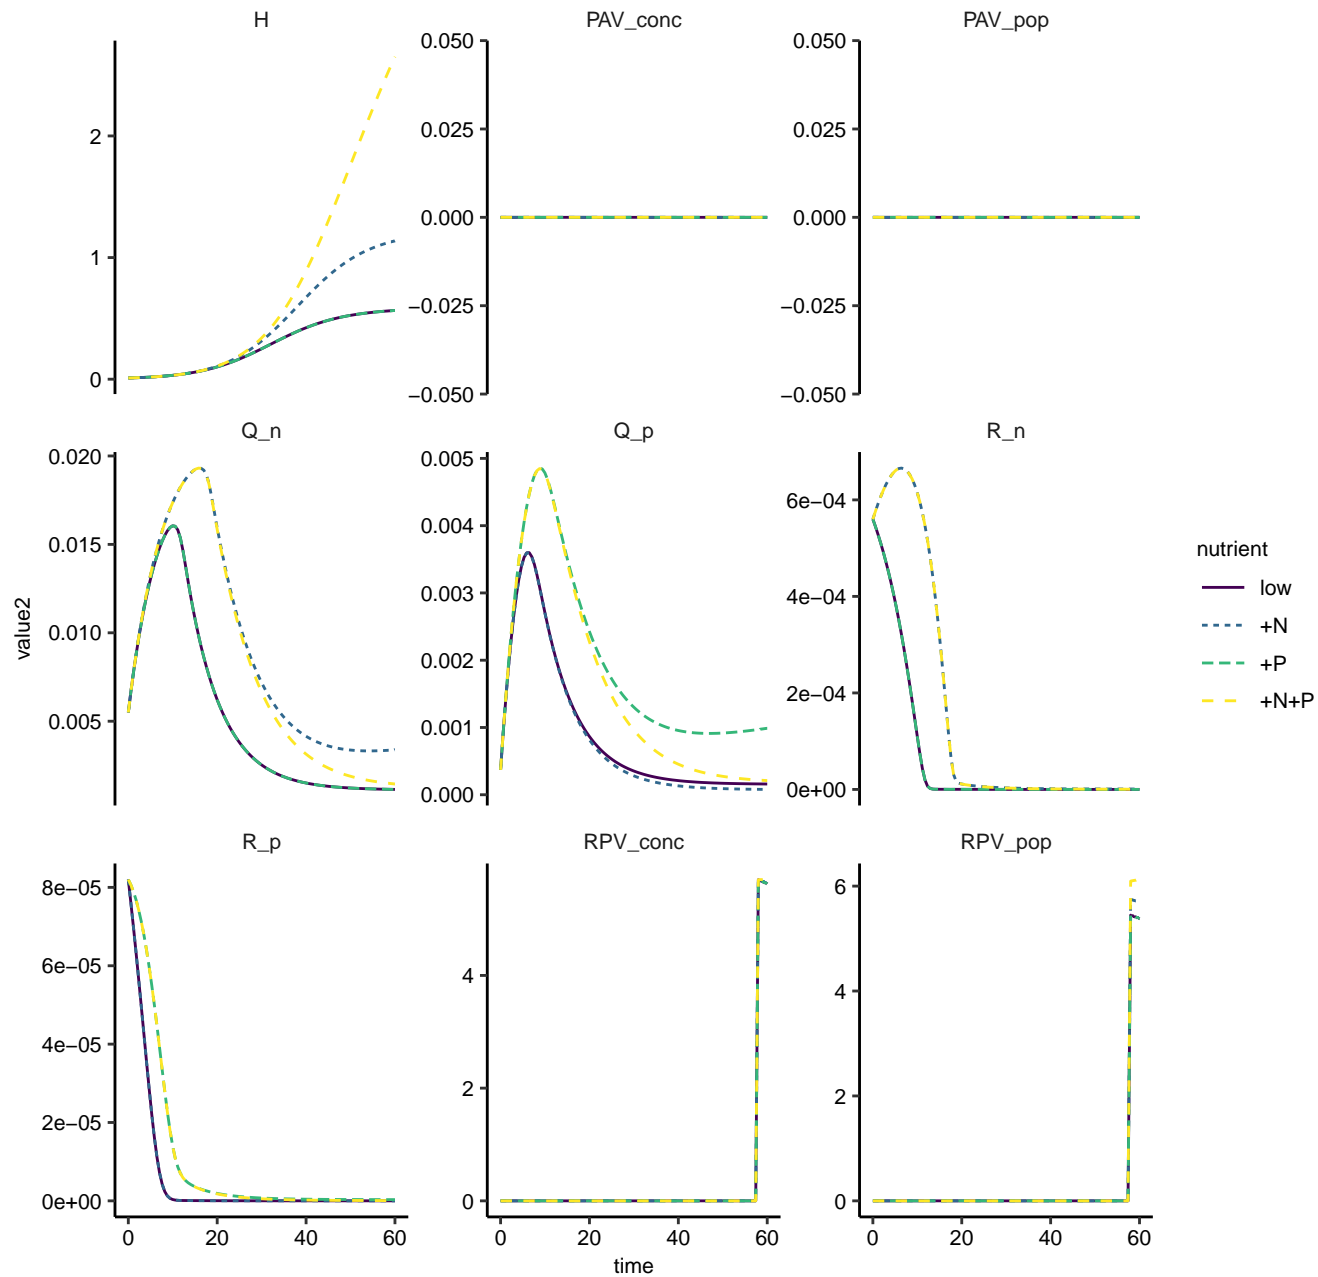 H
PAV_conc
PAV_pop
2
1
0
0.050
0.025
0.000
−0.025
−0.050
0.050
0.025
0.000
−0.025
−0.050
Q_n
Q_p
R_n
0.020
0.015
0.010
0.005
0.005
0.004
0.003
0.002
0.001
0.000
6e−04
4e−04
2e−04
0e+00
R_p
RPV_conc
RPV_pop
8e−05
6e−05
4e−05
2e−05
0e+00
4
2
0
6
4
2
0
0 20 40 60
0 20 40 60
0 20 40 60
time
value2
nutrient
low
+N
+P
+N+P